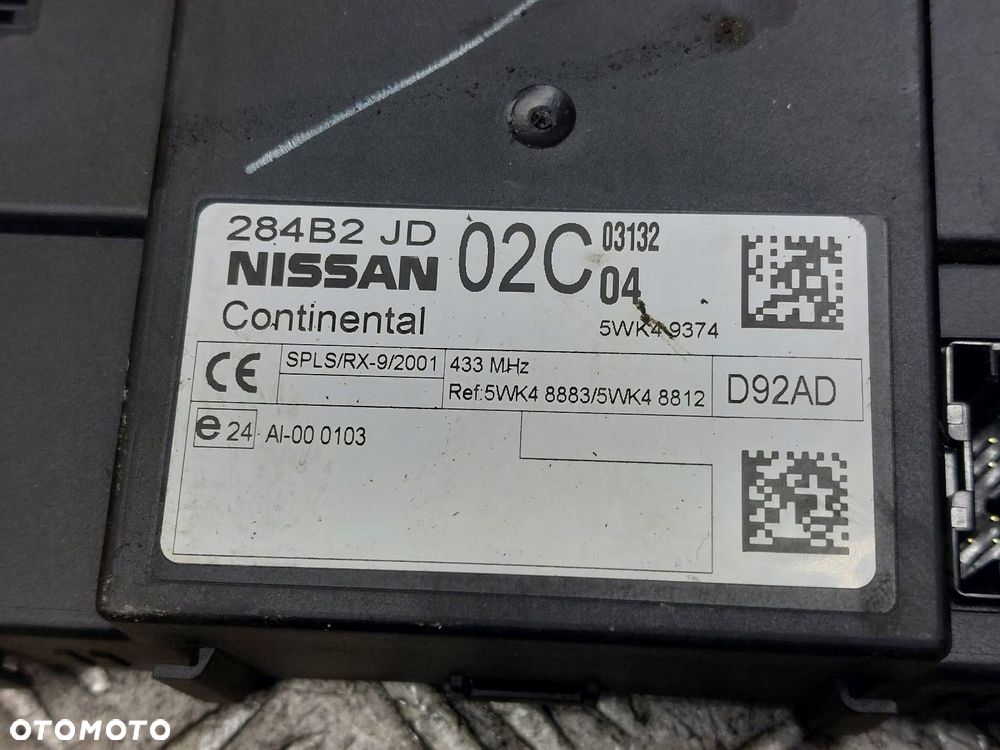 284B2 JD 02C 03132
NISSAN 04
Continental 5WK4 9374
CE SPLS/RX-9/2001 433 MHz
Ref:5WK4 8883/5WK4 8812 D92AD
e 24 AI-00 0103
OTOMOTO